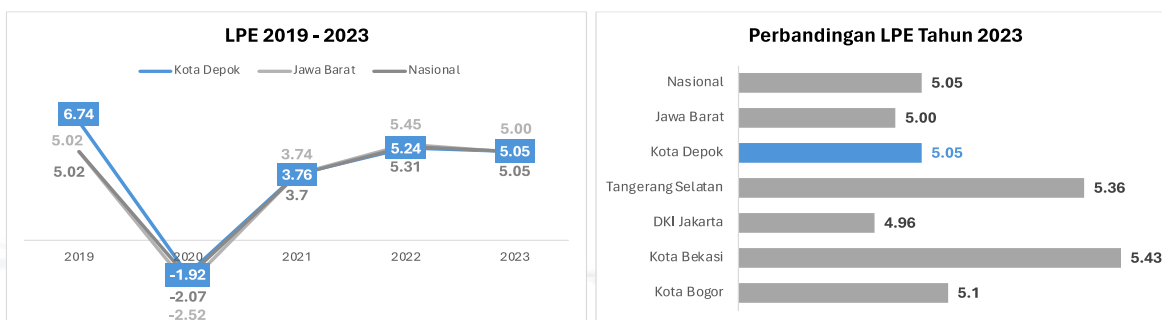 LPE 2019 - 2023
Kota Depok Jawa Barat Nasional
6.74
5.02
5.02
-1.92
-2.07
-2.52
3.74
3.76
3.7
5.45
5.24
5.31
5.00
5.05
5.05
2019 2020 2021 2022 2023
Perbandingan LPE Tahun 2023
Nasional 5.05
Jawa Barat 5.00
Kota Depok 5.05
Tangerang Selatan 5.36
DKI Jakarta 4.96
Kota Bekasi 5.43
Kota Bogor 5.1